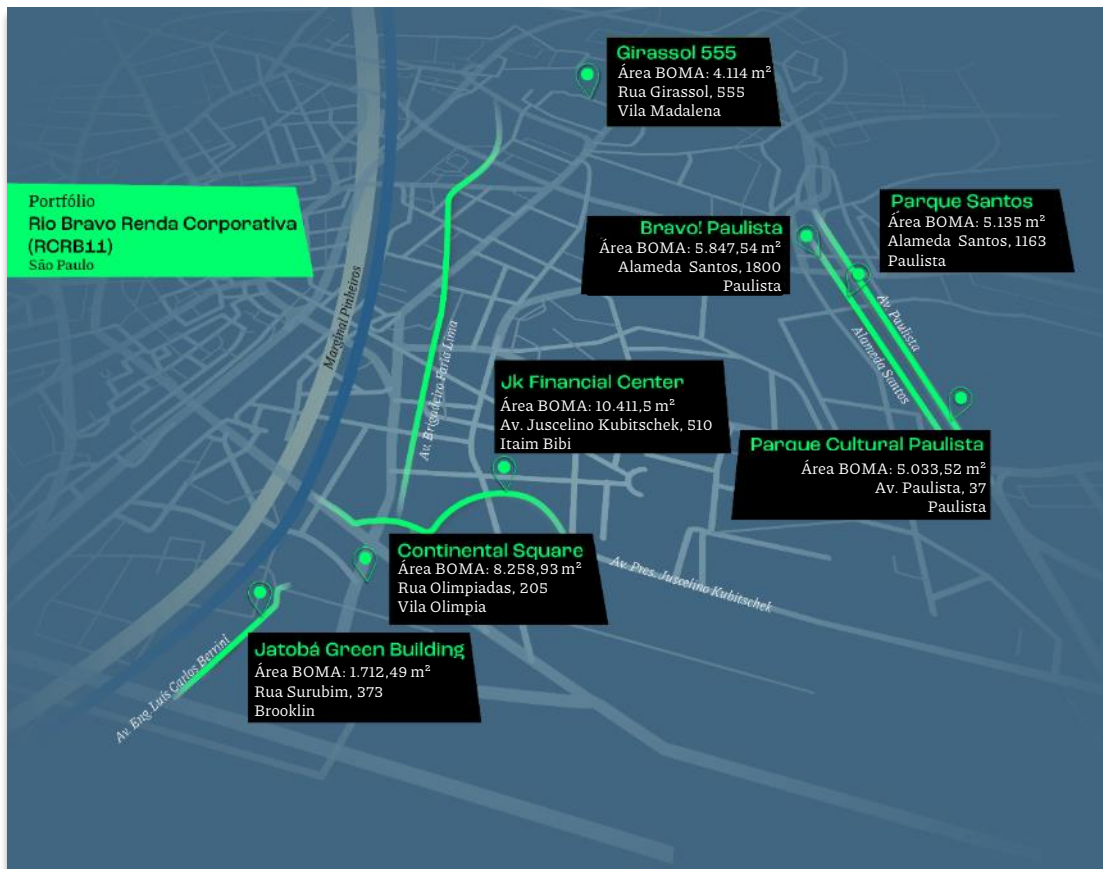 Girassol 555
Área BOMA: 4.114 m²
Rua Girassol, 555
Vila Madalena
Portfólio
Rio Bravo Renda Corporativa
(RCRB11)
São Paulo
Parque Santos
Área BOMA: 5.135 m²
Alameda Santos, 1163
Paulista
Bravo! Paulista
Área BOMA: 5.847,54 m²
Alameda Santos, 1800
Paulista
Marginal Pinheiros
Av. Brigadeiro Faria Lima
Av. Paulista
Alameda Santos
Jk Financial Center
Área BOMA: 10.411,5 m²
Av. Juscelino Kubitschek, 510
Itaim Bibi
Parque Cultural Paulista
Área BOMA: 5.033,52 m²
Av. Paulista, 37
Paulista
Continental Square
Área BOMA: 8.258,93 m²
Rua Olimpiadas, 205
Vila Olimpia
Av. Pres. Juscelino Kubitschek
Jatobá Green Building
Área BOMA: 1.712,49 m²
Rua Surubim, 373
Brooklin
Av. Eng. Luís Carlos Berrini